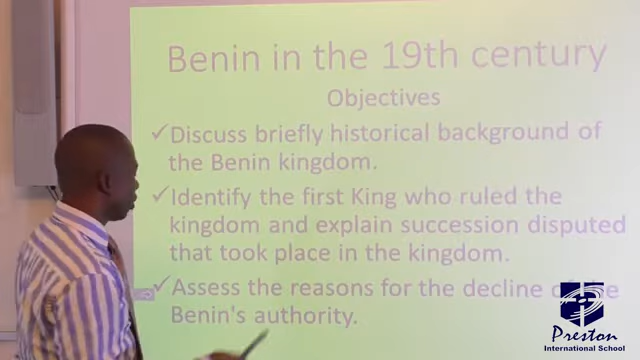 Benin in the 19th century
Objectives
✓Discuss briefly historical background of
the Benin kingdom.
✓Identify the first King who ruled the
kingdom and explain succession disputed
that took place in the kingdom.
✓Assess the reasons for the decline of the
Benin's authority.
Preston
International School